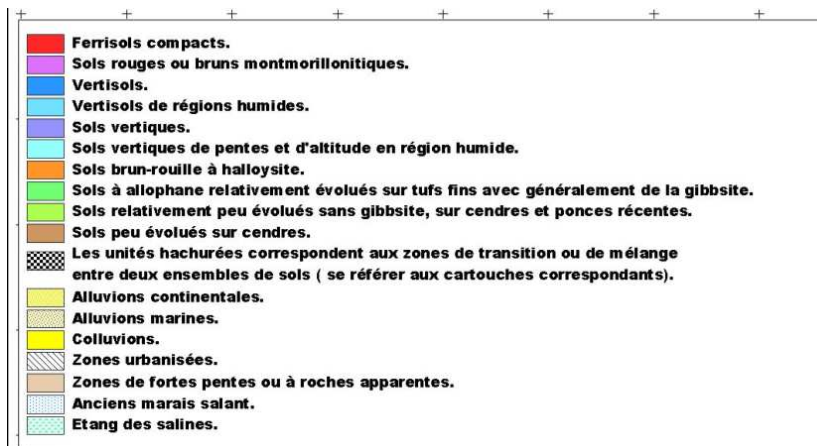 Ferrisols compacts.
Sols rouges ou bruns montmorillonitiques.
Vertisols.
Vertisols de régions humides.
Sols vertiques.
Sols vertiques de pentes et d'altitude en région humide.
Sols brun-rouille à halloysite.
Sols à allophane relativement évolués sur tufs fins avec généralement de la gibbsite.
Sols relativement peu évolués sans gibbsite, sur cendres et ponces récentes.
Sols peu évolués sur cendres.
Les unités hachurées correspondent aux zones de transition ou de mélange
entre deux ensembles de sols ( se référer aux cartouches correspondants).
Alluvions continentales.
Alluvions marines.
Colluvions.
Zones urbanisées.
Zones de fortes pentes ou à roches apparentes.
Anciens marais salant.
Etang des salines.